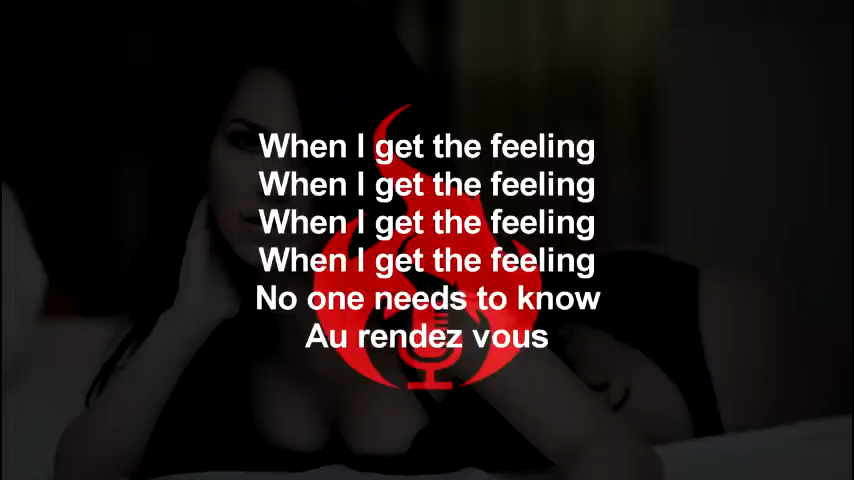 When I get the feeling
When I get the feeling
When I get the feeling
When I get the feeling
No one needs to know
Au rendez vous